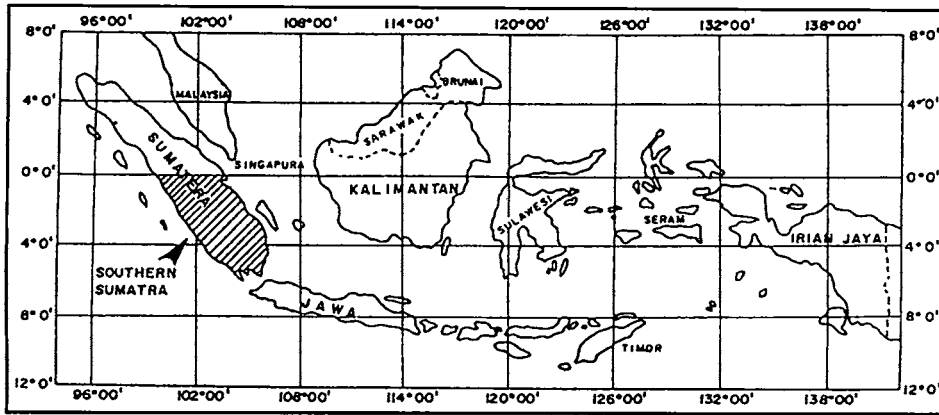 96°00' 102°00' 108°00' 114°00' 120°00' 126°00' 132°00' 138°00'
8°0' 8°0'
MALAYSIA
BRUNAI
4°0' 4°0'
SARAWAK
SUMATERA
SINGAPURA
0°0' 0°0'
KALIMANTAN
SULAWESI
SERAM
IRIAN JAYA
4°0' 4°0'
SOUTHERN
SUMATRA
JAWA
8°0' 8°0'
TIMOR
12°0' 12°0'
96°00' 102°00' 108°00' 114°00' 120°00' 126°00' 132°00' 138°00'